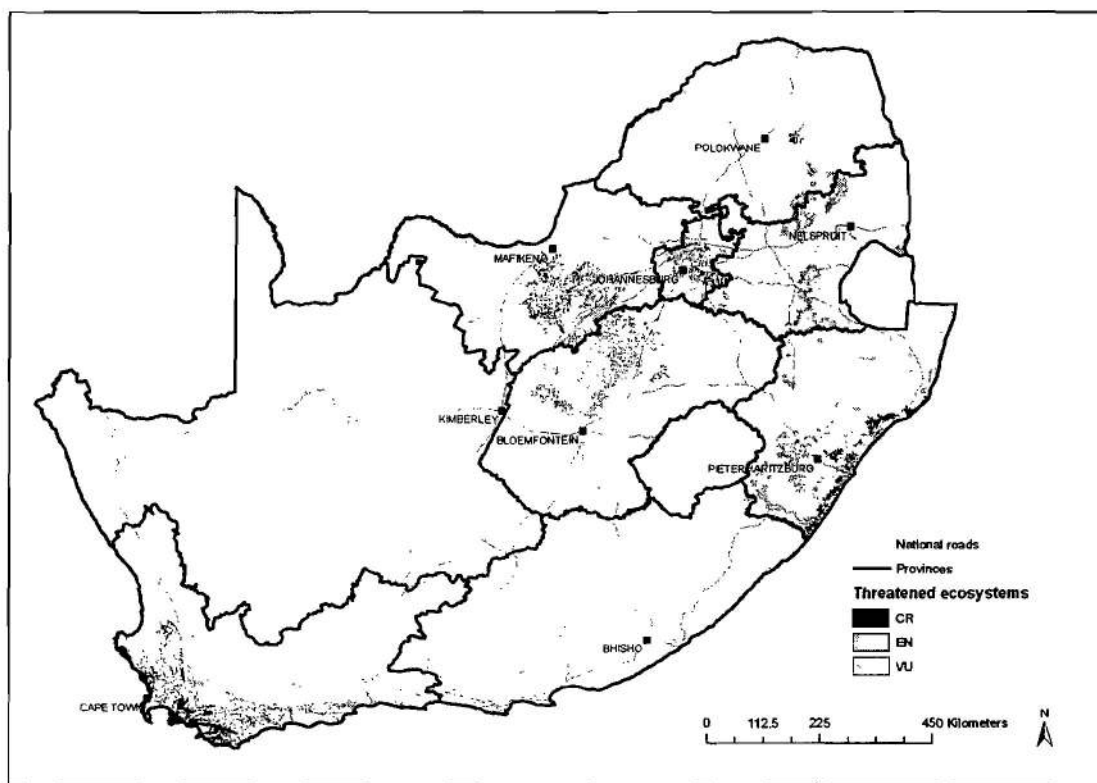 POLOKWANE
NELSPRUIT
MAFIKENG
JOHANNESBURG
KIMBERLEY
BLOEMFONTEIN
PIETERMARITZBURG
National roads
Provinces
Threatened ecosystems
CR
EN
VU
BHISHO
CAPE TOWN
0 112.5 225 450 Kilometers
N